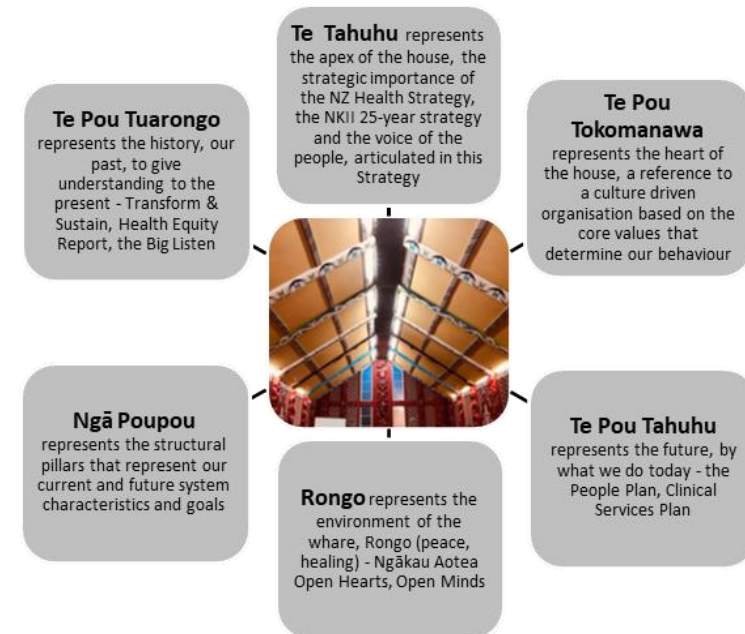 Te Tahuhu represents
the apex of the house, the
strategic importance of
the NZ Health Strategy,
the NKII 25-year strategy
and the voice of the
people, articulated in this
Strategy
Te Pou Tuarongo
represents the history, our
past, to give
understanding to the
present - Transform &
Sustain, Health Equity
Report, the Big Listen
Te Pou
Tokomanawa
represents the heart of
the house, a reference to
a culture driven
organisation based on the
core values that
determine our behaviour
Ngā Poupou
represents the structural
pillars that represent our
current and future system
characteristics and goals
Te Pou Tahuhu
represents the future, by
what we do today - the
People Plan, Clinical
Services Plan
Rongo represents the
environment of the
whare, Rongo (peace,
healing) - Ngākau Aotea
Open Hearts, Open Minds